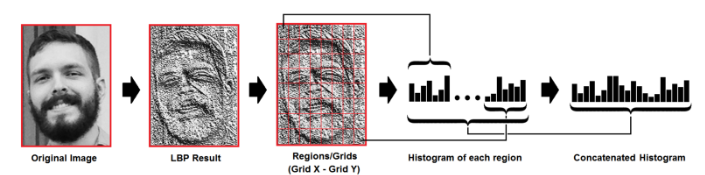 Original Image
LBP Result
Regions/Grids
(Grid X - Grid Y)
Histogram of each region
Concatenated Histogram